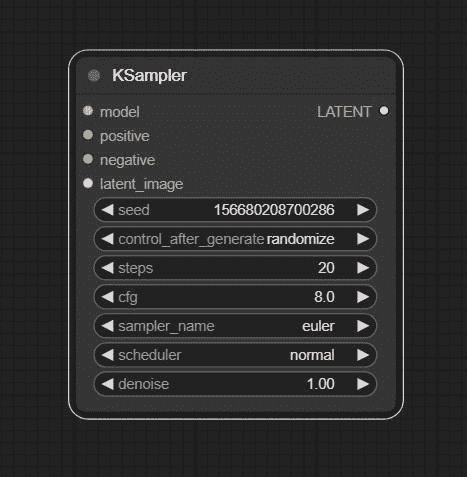 KSampler
model LATENT
positive
negative
latent_image
seed 156680208700286
control_after_generate randomize
steps 20
cfg 8.0
sampler_name euler
scheduler normal
denoise 1.00